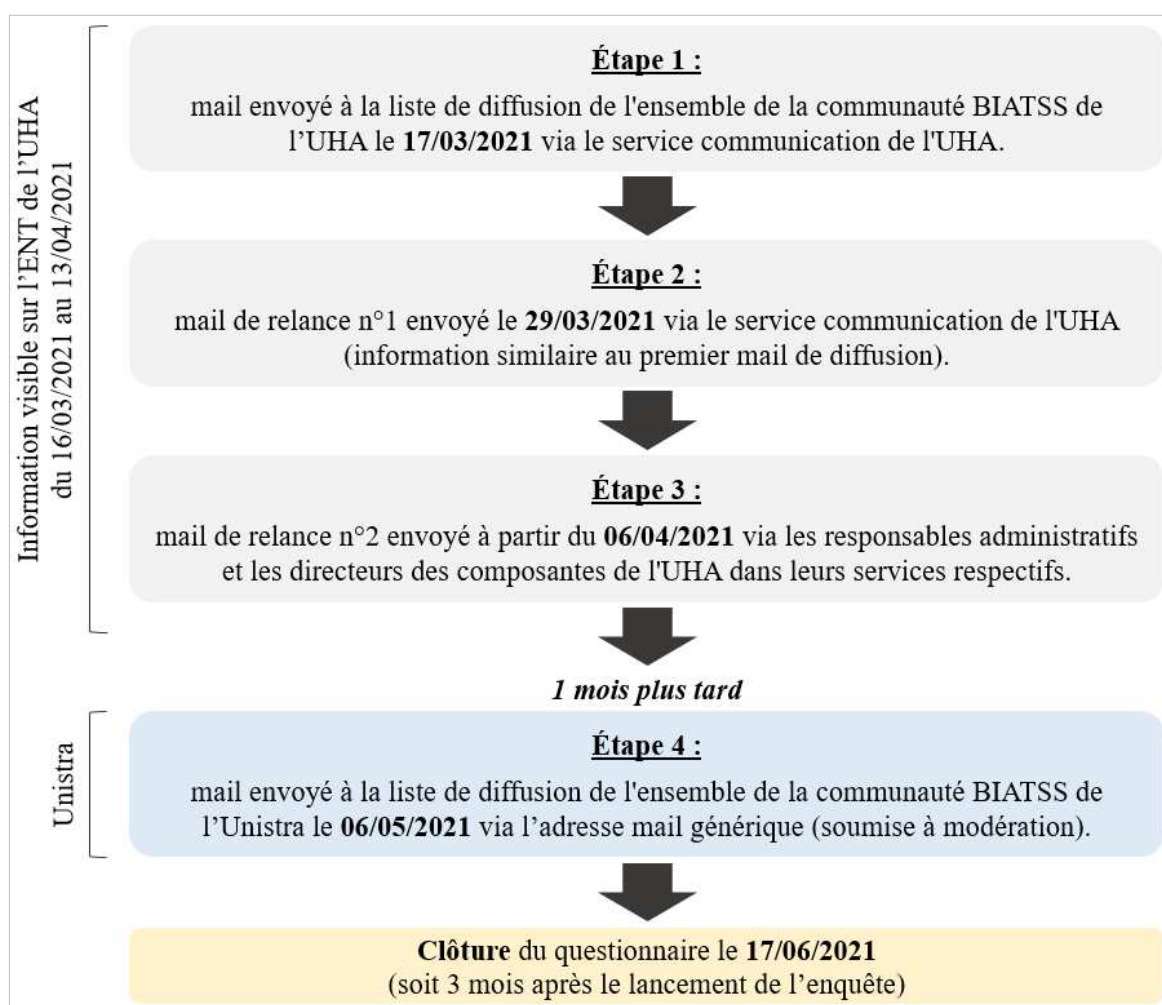 Information visible sur l'ENT de l'UHA
du 16/03/2021 au 13/04/2021
Étape 1 :
mail envoyé à la liste de diffusion de l'ensemble de la communauté BIATSS de
l'UHA le 17/03/2021 via le service communication de l'UHA.
Étape 2 :
mail de relance n°1 envoyé le 29/03/2021 via le service communication de l'UHA
(information similaire au premier mail de diffusion).
Étape 3 :
mail de relance n°2 envoyé à partir du 06/04/2021 via les responsables administratifs
et les directeurs des composantes de l'UHA dans leurs services respectifs.
1 mois plus tard
Unistra
Étape 4 :
mail envoyé à la liste de diffusion de l'ensemble de la communauté BIATSS de
l'Unistra le 06/05/2021 via l'adresse mail générique (soumise à modération).
Clôture du questionnaire le 17/06/2021
(soit 3 mois après le lancement de l'enquête)